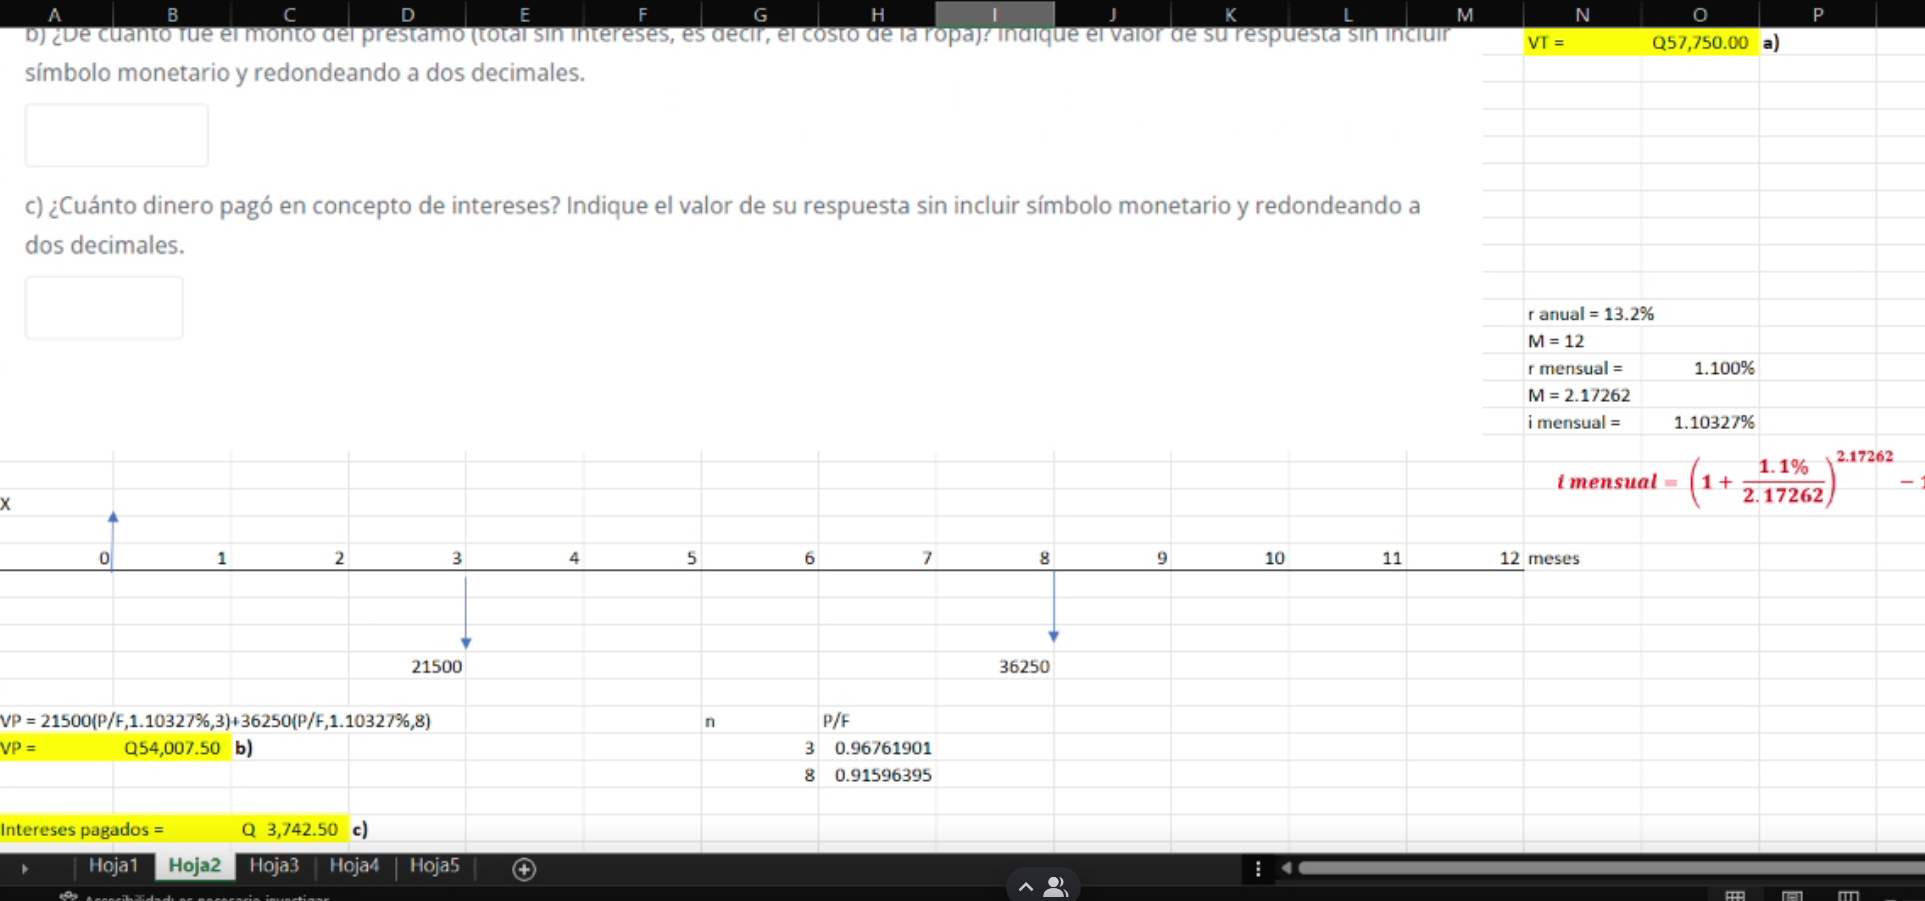 A B C D E F G H I J K L M N O P
b) ¿De cuánto fue el monto del préstamo (total sin intereses, es decir, el costo de la ropa)? Indique el valor de su respuesta sin incluir
símbolo monetario y redondeando a dos decimales.
VT = Q57,750.00 a)
c) ¿Cuánto dinero pagó en concepto de intereses? Indique el valor de su respuesta sin incluir símbolo monetario y redondeando a
dos decimales.
r anual = 13.2%
M = 12
r mensual = 1.100%
M = 2.17262
i mensual = 1.10327%
i mensual = (1 + 1.1% / 2.17262)^2.17262 − 1
X
0 1 2 3 4 5 6 7 8 9 10 11 12 meses
21500 36250
VP = 21500(P/F,1.10327%,3)+36250(P/F,1.10327%,8) n P/F
VP = Q54,007.50 b) 3 0.96761901
8 0.91596395
Intereses pagados = Q 3,742.50 c)
Hoja1 Hoja2 Hoja3 Hoja4 Hoja5
Accesibilidad: es necesario investigar